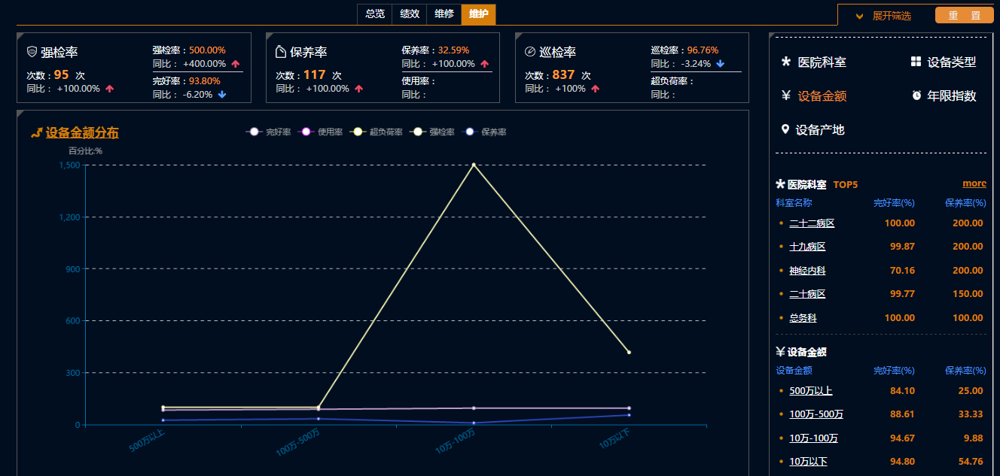 总览 绩效 维修 维护
展开筛选 重 置
强检率
强检率：500.00%
同比： +400.00%
次数：95 次
同比： +100.00%
完好率：93.80%
同比： -6.20%
保养率
保养率：32.59%
同比： +100.00%
次数：117 次
同比： +100.00%
使用率：
同比：
巡检率
巡检率：96.76%
同比： -3.24%
次数：837 次
同比： +100%
超负荷率：
同比：
医院科室 设备类型
设备金额 年限指数
设备产地
设备金额分布
完好率 使用率 超负荷率 强检率 保养率
百分比:%
1,500
1,200
900
600
300
0
500万以上 100万-500万 10万-100万 10万以下
医院科室 TOP5 more
科室名称 完好率(%) 保养率(%)
二十二病区 100.00 200.00
十九病区 99.87 200.00
神经内科 70.16 200.00
二十病区 99.77 150.00
总务科 100.00 100.00
设备金额
设备金额 完好率(%) 保养率(%)
500万以上 84.10 25.00
100万-500万 88.61 33.33
10万-100万 94.67 9.88
10万以下 94.80 54.76